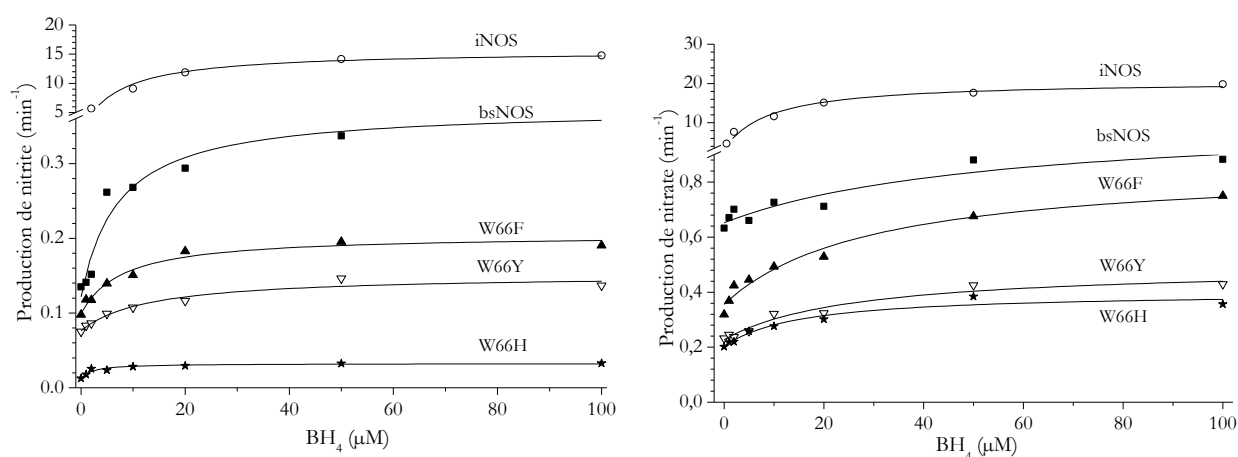 Production de nitrite (min⁻¹)
20
15
10
5
0.3
0.2
0.1
0.0
iNOS
bsNOS
W66F
W66Y
W66H
0 20 40 60 80 100
BH₄ (µM)
Production de nitrate (min⁻¹)
30
20
10
0,8
0,6
0,4
0,2
0,0
iNOS
bsNOS
W66F
W66Y
W66H
0 20 40 60 80 100
BH₄ (µM)